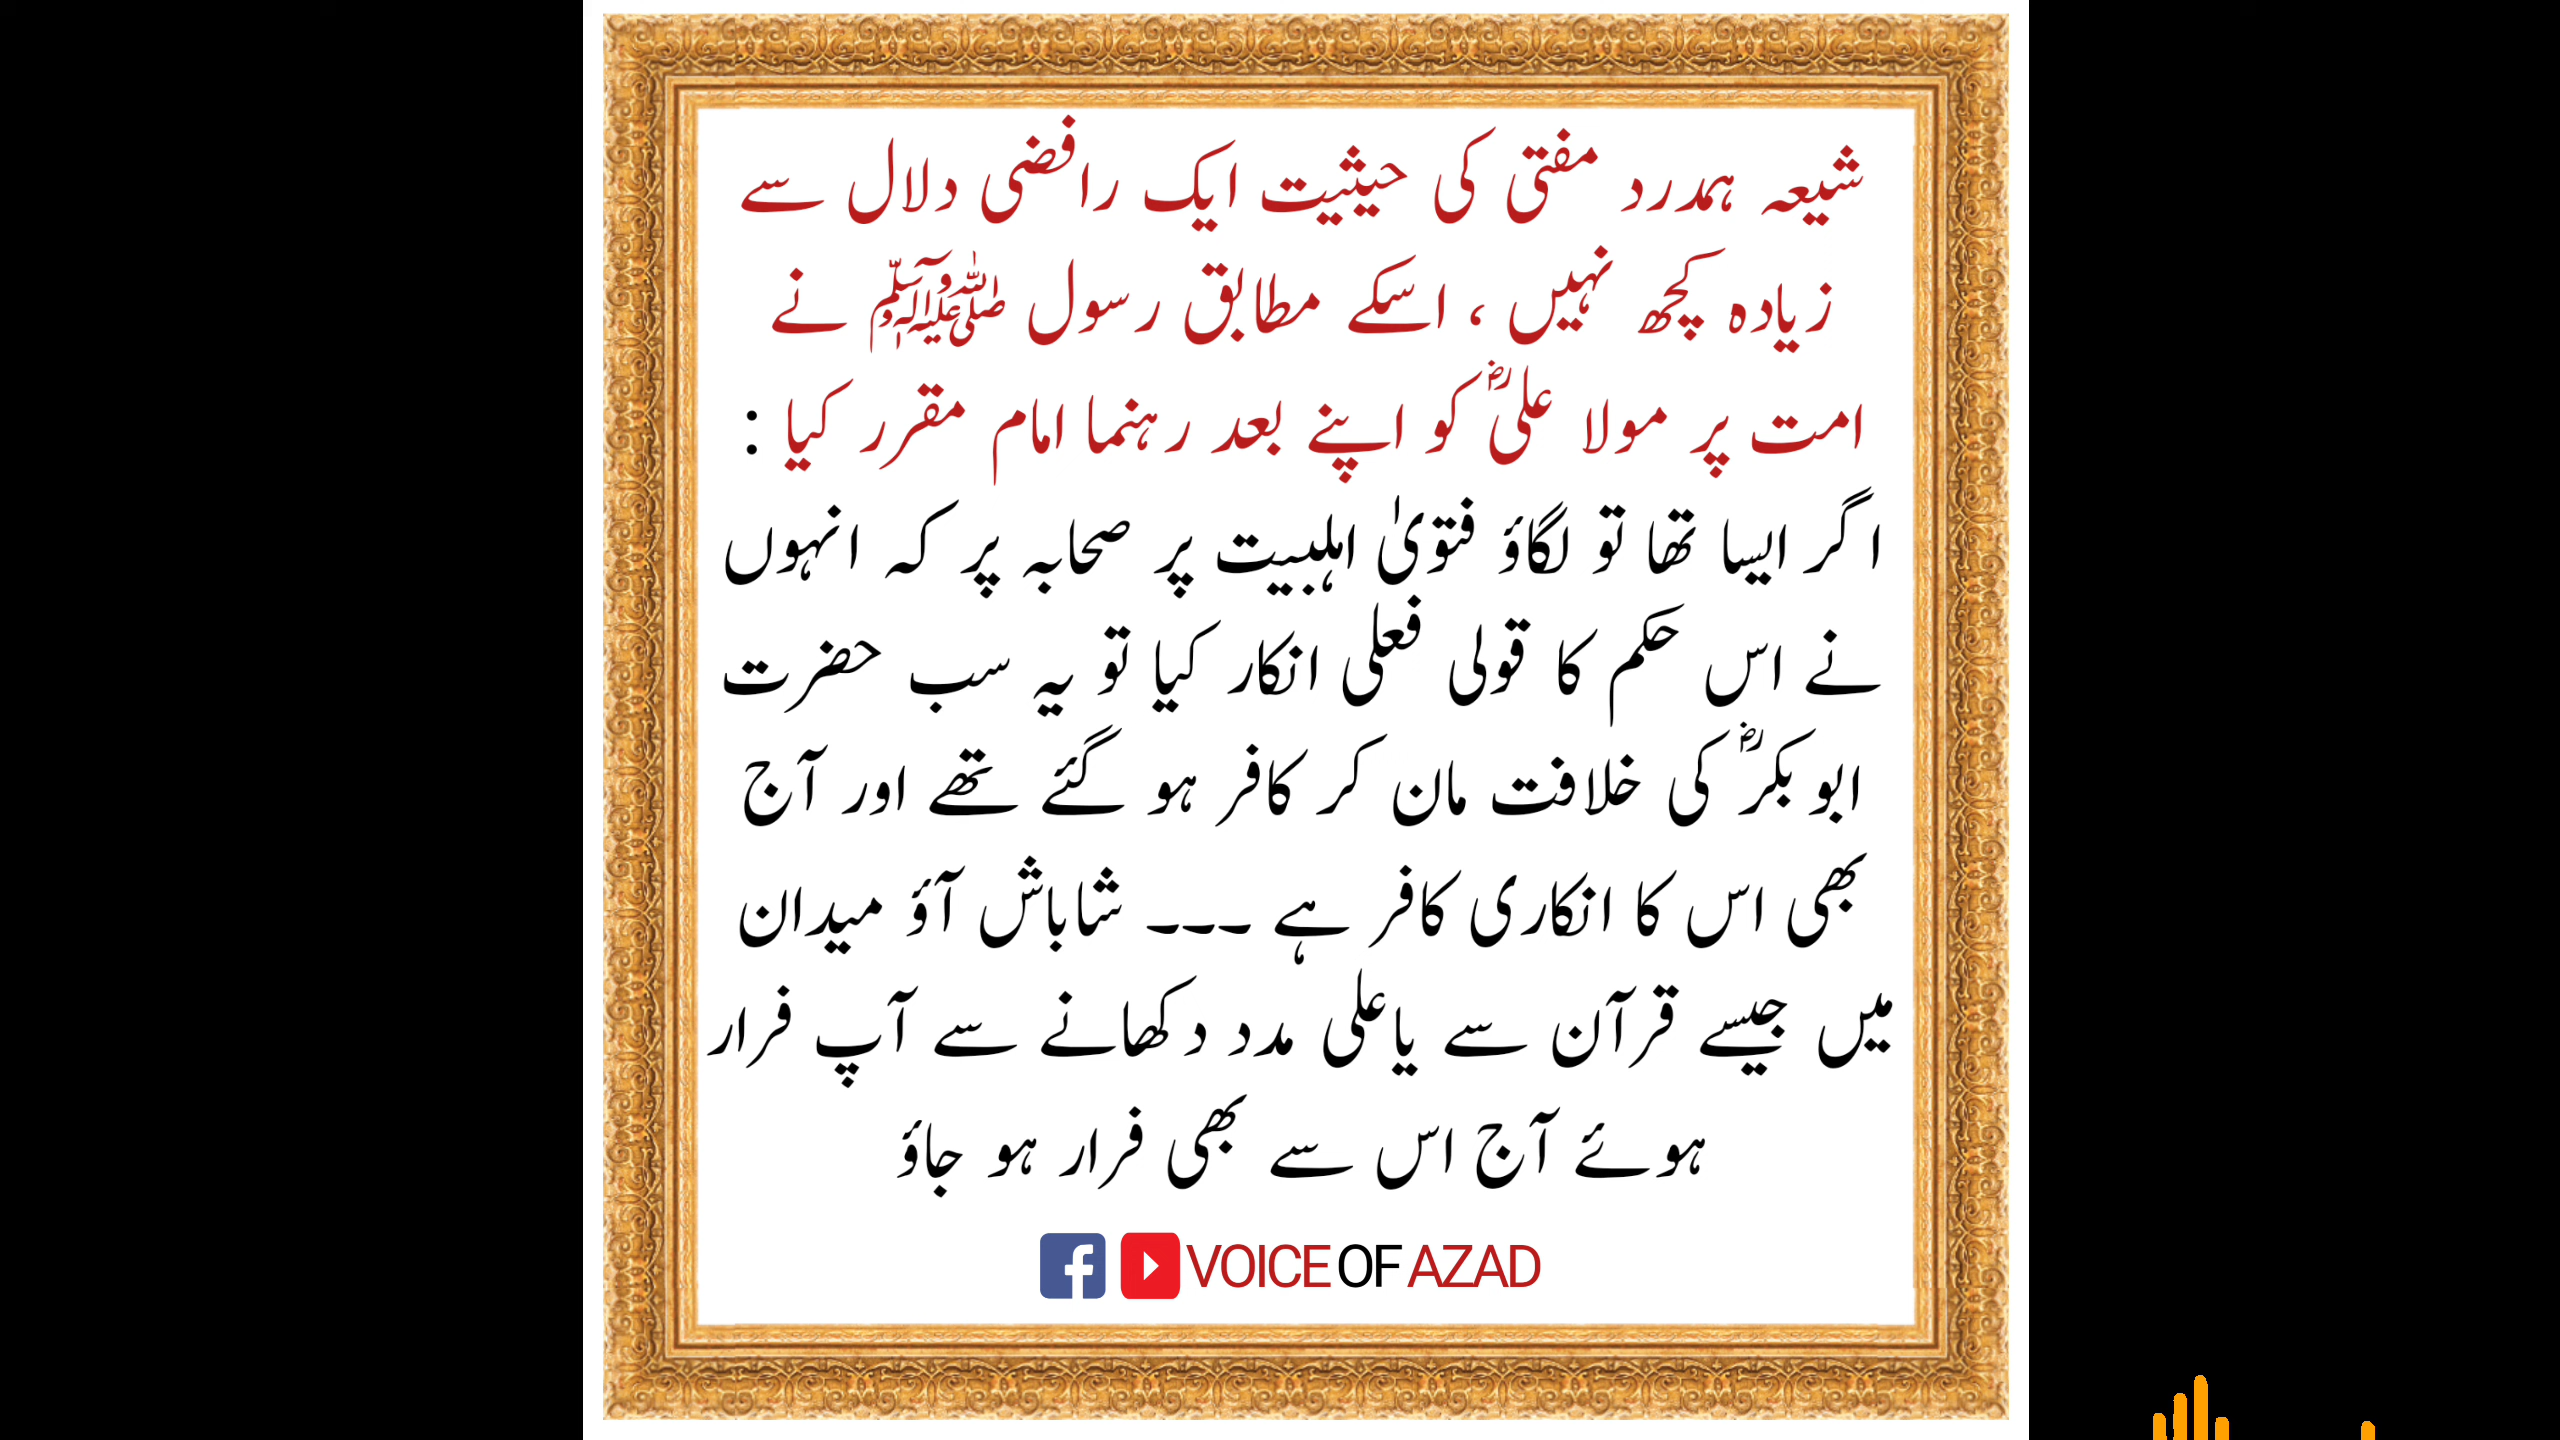 شیعہ ہمدرد مفتی کی حیثیت ایک رافضی دلال سے
زیادہ کچھ نہیں ، اسکے مطابق رسول ﷺ نے
امت پر مولا علیؓ کو اپنے بعد رہنما امام مقرر کیا :
اگر ایسا تھا تو لگاؤ فتویٰ اہلبیت پر صحابہ پر کہ انہوں
نے اس حکم کا قولی فعلی انکار کیا تو یہ سب حضرت
ابوبکرؓ کی خلافت مان کر کافر ہو گئے تھے اور آج
بھی اس کا انکاری کافر ہے ۔۔۔ شاباش آؤ میدان
میں جیسے قرآن سے یاعلی مدد دکھانے سے آپ فرار
ہوئے آج اس سے بھی فرار ہو جاؤ
VOICE OF AZAD